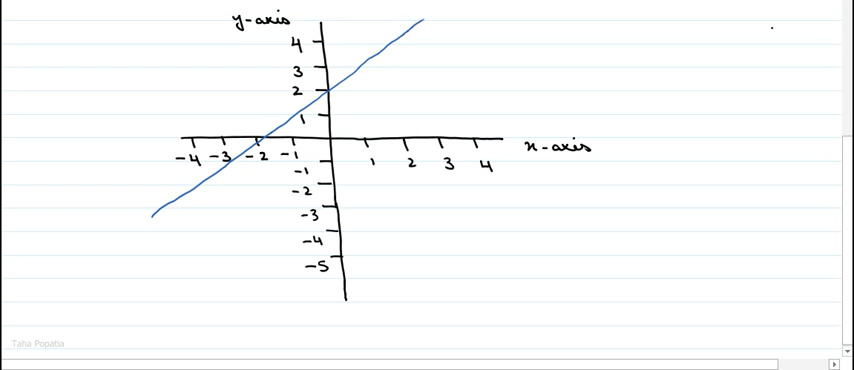 y-axis
4
3
2
1
-4 -3 -2 -1
1 2 3 4
x-axis
-1
-2
-3
-4
-5
Taha Popatia